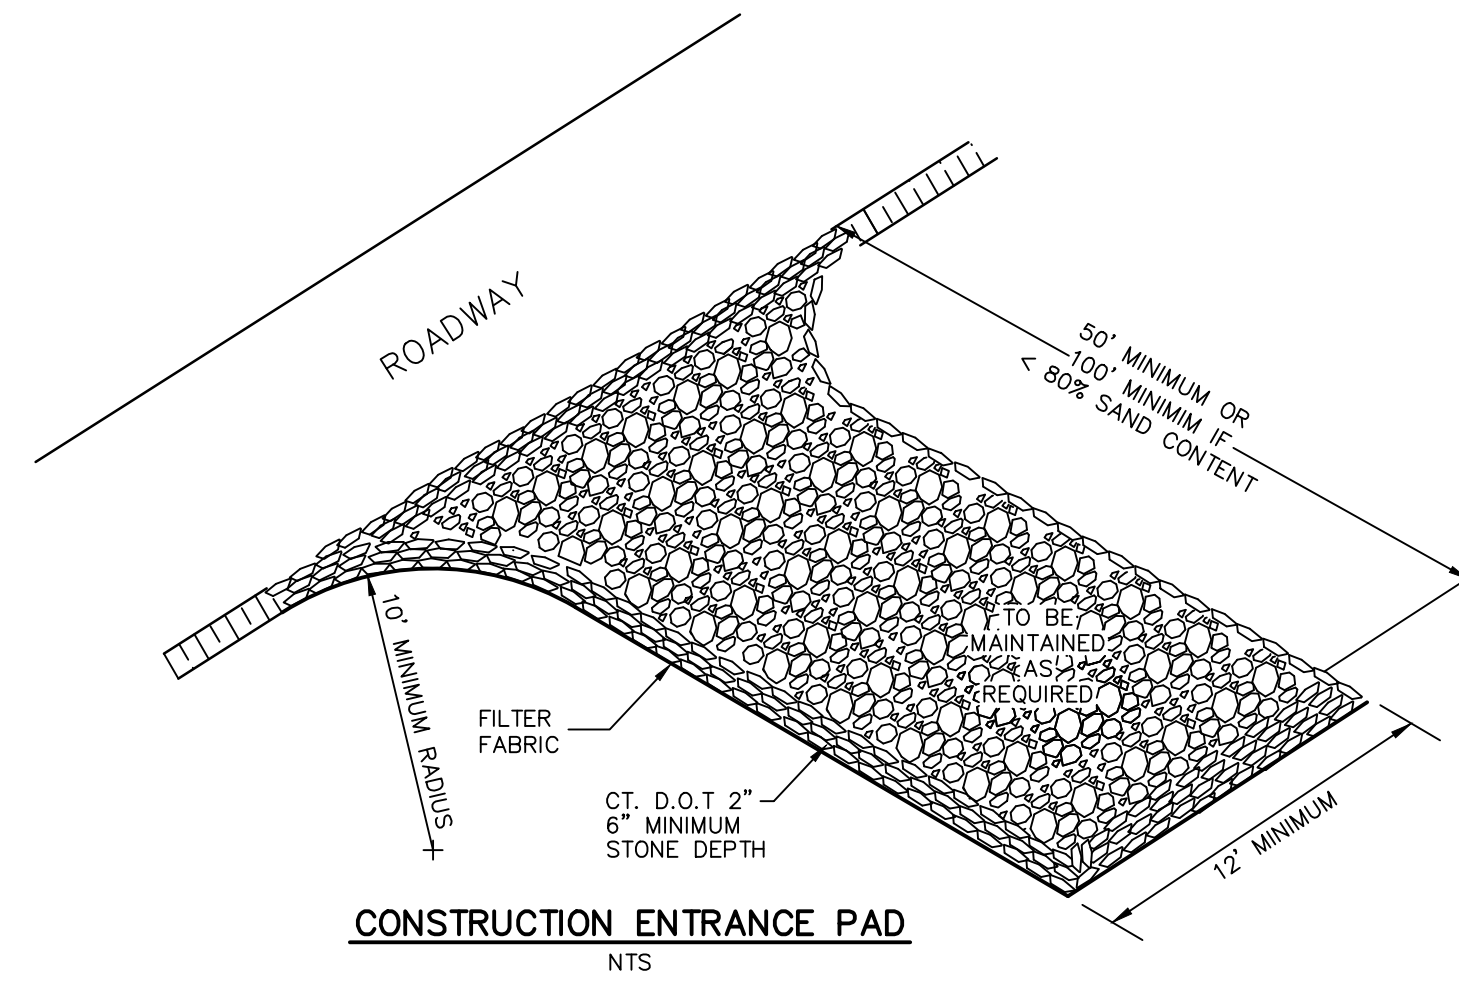 ROADWAY
50' MINIMUM OR
100' MINIMIM IF
< 80% SAND CONTENT
TO BE
MAINTAINED
AS
REQUIRED
10' MINIMUM RADIUS
FILTER
FABRIC
CT. D.O.T 2"
6" MINIMUM
STONE DEPTH
12' MINIMUM
CONSTRUCTION ENTRANCE PAD
NTS